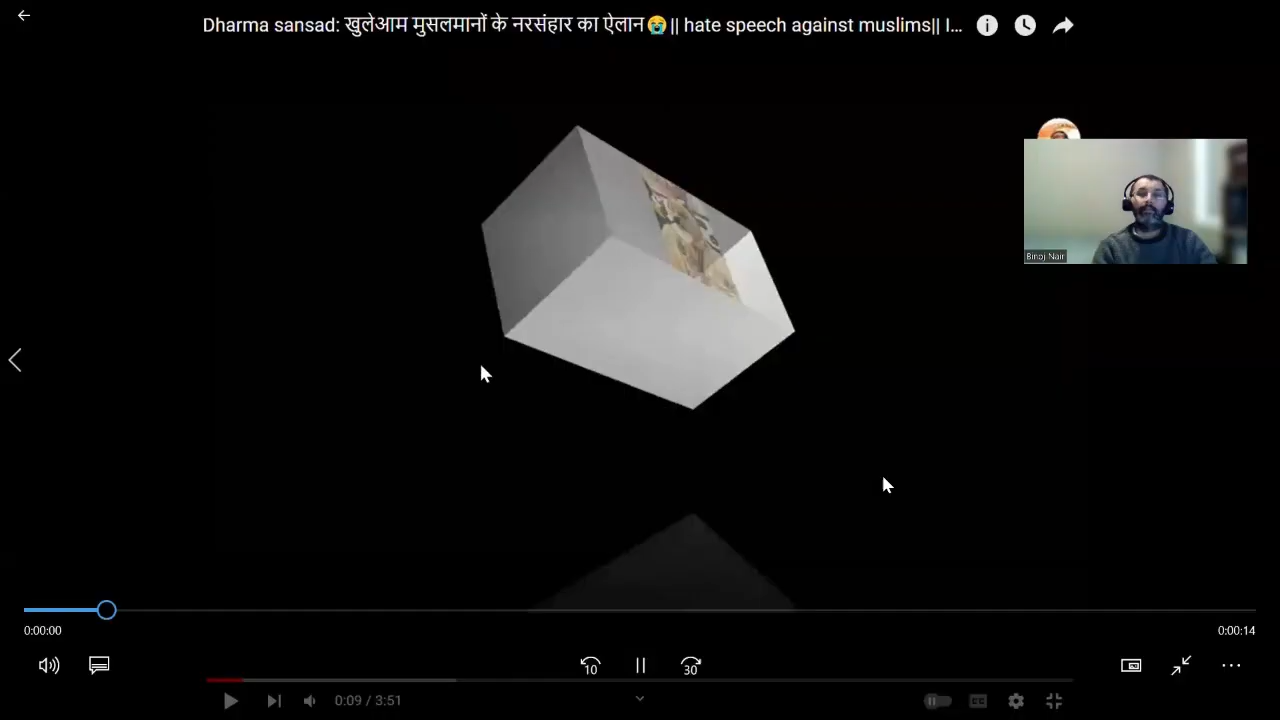 Dharma sansad: खुलेआम मुसलमानों के नरसंहार का ऐलान😭|| hate speech against muslims|| I...
Binoj Nair
0:00:00
0:00:14
10
30
0:09 / 3:51
CC